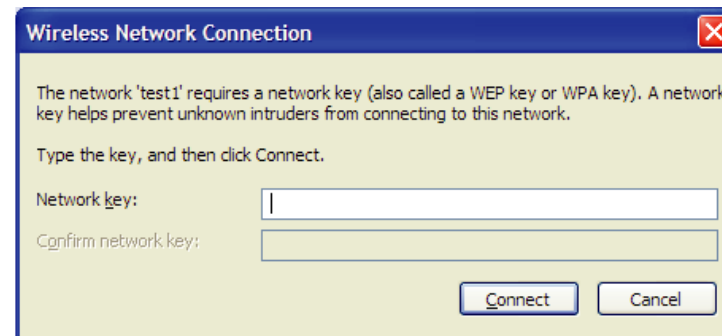 Wireless Network Connection
The network 'test1' requires a network key (also called a WEP key or WPA key). A network
key helps prevent unknown intruders from connecting to this network.
Type the key, and then click Connect.
Network key:
Confirm network key:
Connect Cancel